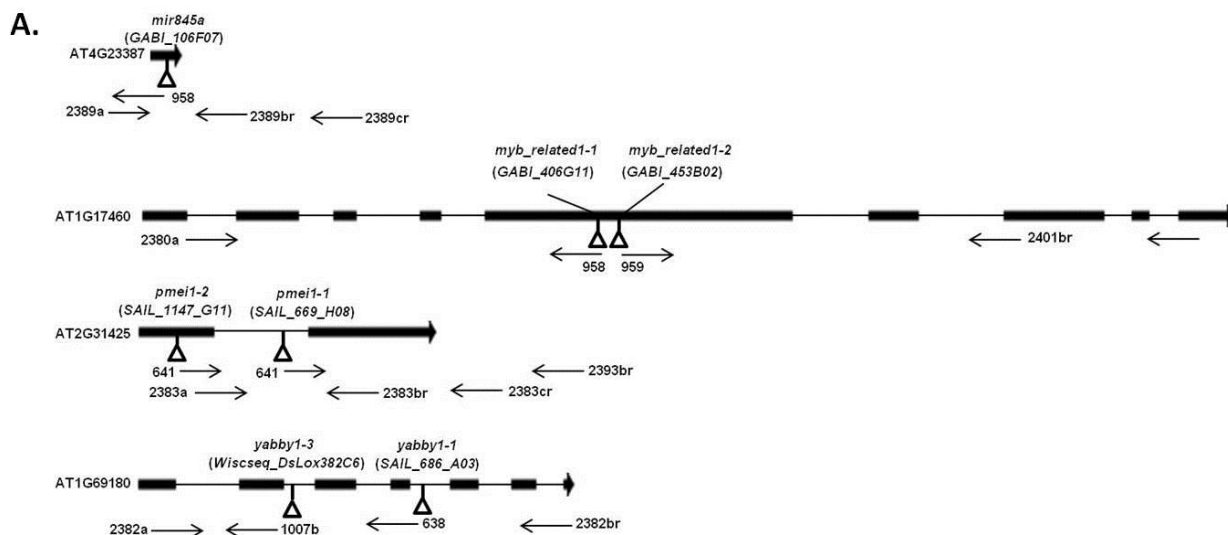 A.
mir845a
(GABI_106F07)
AT4G23387
958
2389a
2389br
2389cr
myb_related1-1
(GABI_406G11)
myb_related1-2
(GABI_453B02)
AT1G17460
2380a
958
959
2401br
pmei1-2
(SAIL_1147_G11)
pmei1-1
(SAIL_669_H08)
AT2G31425
641
641
2393br
2383a
2383br
2383cr
yabby1-3
(Wiscseq_DsLox382C6)
yabby1-1
(SAIL_686_A03)
AT1G69180
2382a
1007b
638
2382br